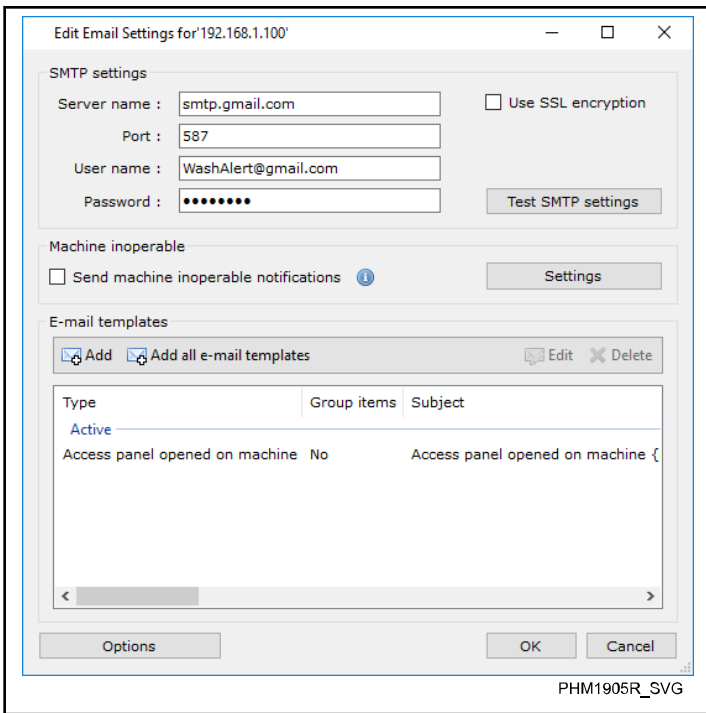 Edit Email Settings for'192.168.1.100'
SMTP settings
Server name : smtp.gmail.com Use SSL encryption
Port : 587
User name : WashAlert@gmail.com
Password : •••••••• Test SMTP settings
Machine inoperable
Send machine inoperable notifications Settings
E-mail templates
Add Add all e-mail templates Edit Delete
Type Group items Subject
Active
Access panel opened on machine No Access panel opened on machine {
Options OK Cancel
PHM1905R_SVG